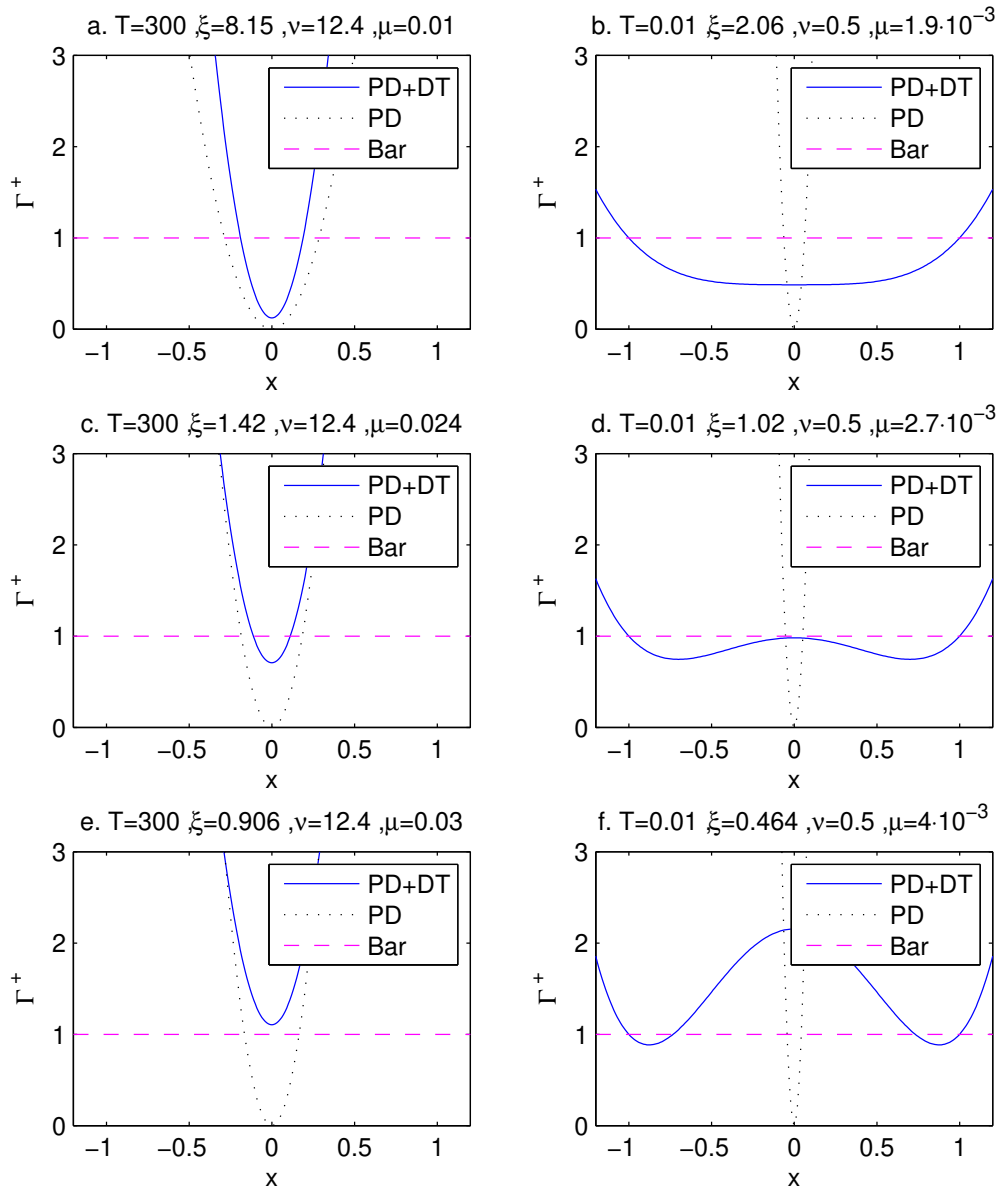 a. T=300 ξ=8.15 ,ν=12.4 ,μ=0.01
3
2
1
0
Γ+
−1 −0.5 0 0.5 1
x
PD+DT
PD
Bar
b. T=0.01 ξ=2.06 ,ν=0.5 ,μ=1.9·10−3
3
2
1
0
Γ+
−1 −0.5 0 0.5 1
x
PD+DT
PD
Bar
c. T=300 ξ=1.42 ,ν=12.4 ,μ=0.024
3
2
1
0
Γ+
−1 −0.5 0 0.5 1
x
PD+DT
PD
Bar
d. T=0.01 ξ=1.02 ,ν=0.5 ,μ=2.7·10−3
3
2
1
0
Γ+
−1 −0.5 0 0.5 1
x
PD+DT
PD
Bar
e. T=300 ξ=0.906 ,ν=12.4 ,μ=0.03
3
2
1
0
Γ+
−1 −0.5 0 0.5 1
x
PD+DT
PD
Bar
f. T=0.01 ξ=0.464 ,ν=0.5 ,μ=4·10−3
3
2
1
0
Γ+
−1 −0.5 0 0.5 1
x
PD+DT
PD
Bar